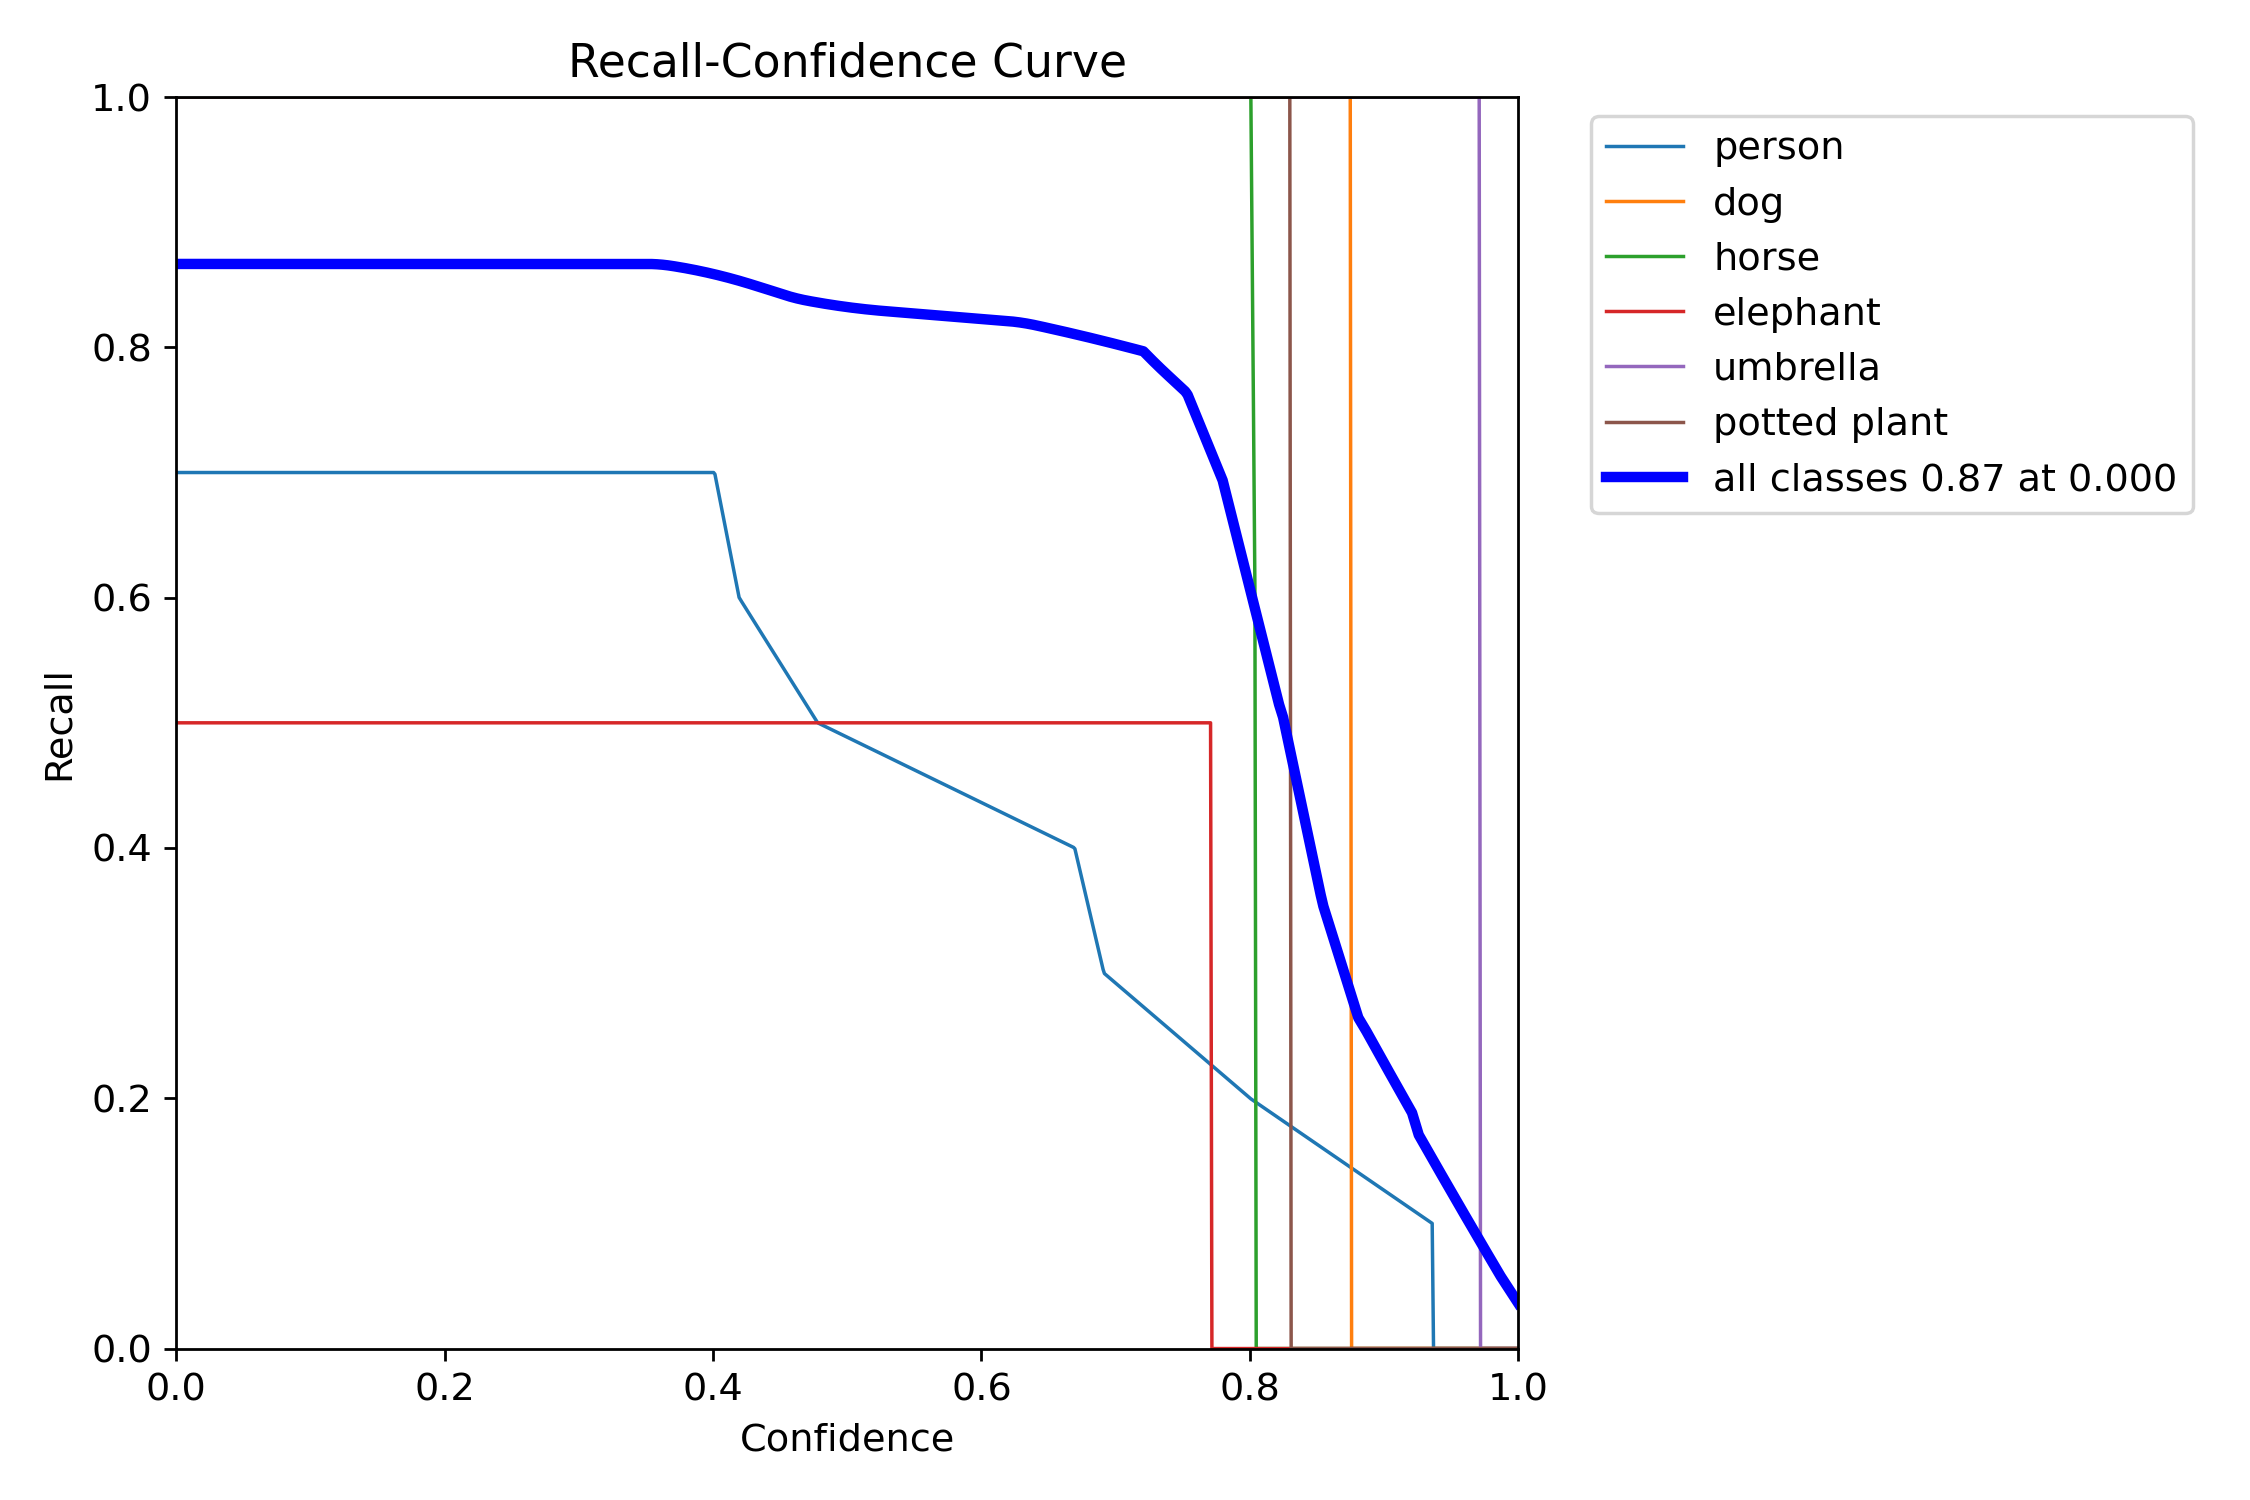 Recall-Confidence Curve
1.0
0.8
0.6
0.4
0.2
0.0
Recall
0.0 0.2 0.4 0.6 0.8 1.0
Confidence
person
dog
horse
elephant
umbrella
potted plant
all classes 0.87 at 0.000